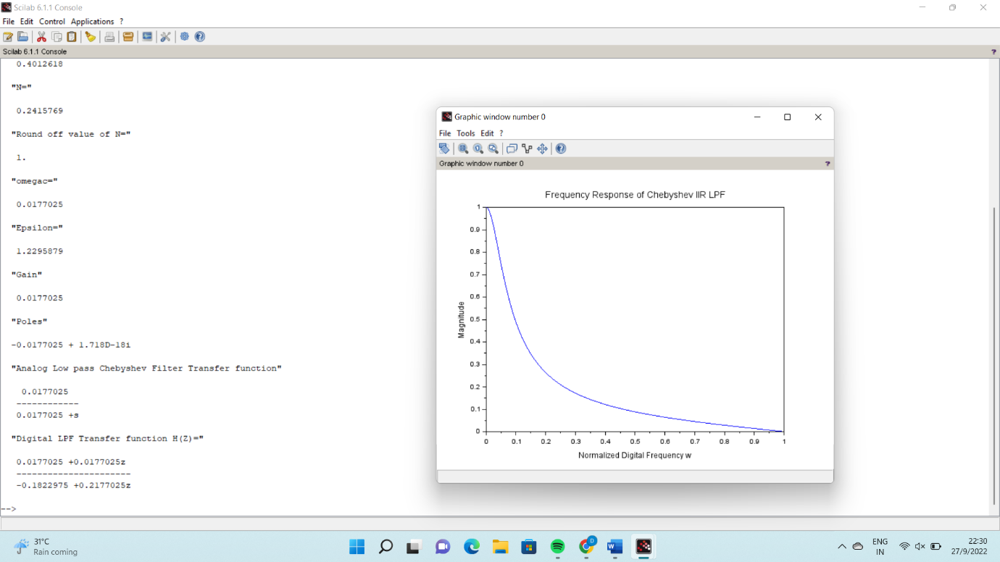 Scilab 6.1.1 Console
File Edit Control Applications ?
Scilab 6.1.1 Console ?
0.4012618
"N="
0.2415769
"Round off value of N="
1.
"omegac="
0.0177025
"Epsilon="
1.2295879
"Gain"
0.0177025
"Poles"
-0.0177025 + 1.718D-18i
"Analog Low pass Chebyshev Filter Transfer function"
0.0177025
------------
0.0177025 +s
"Digital LPF Transfer function H(Z)="
0.0177025 +0.0177025z
----------------------
-0.1822975 +0.2177025z
-->
Graphic window number 0
File Tools Edit ?
Graphic window number 0 ?
Frequency Response of Chebyshev IIR LPF
1
0.9
0.8
0.7
0.6
0.5
0.4
0.3
0.2
0.1
0
Magnitude
0 0.1 0.2 0.3 0.4 0.5 0.6 0.7 0.8 0.9 1
Normalized Digital Frequency w
31°C
Rain coming
D
W
ENG
IN
22:30
27/9/2022